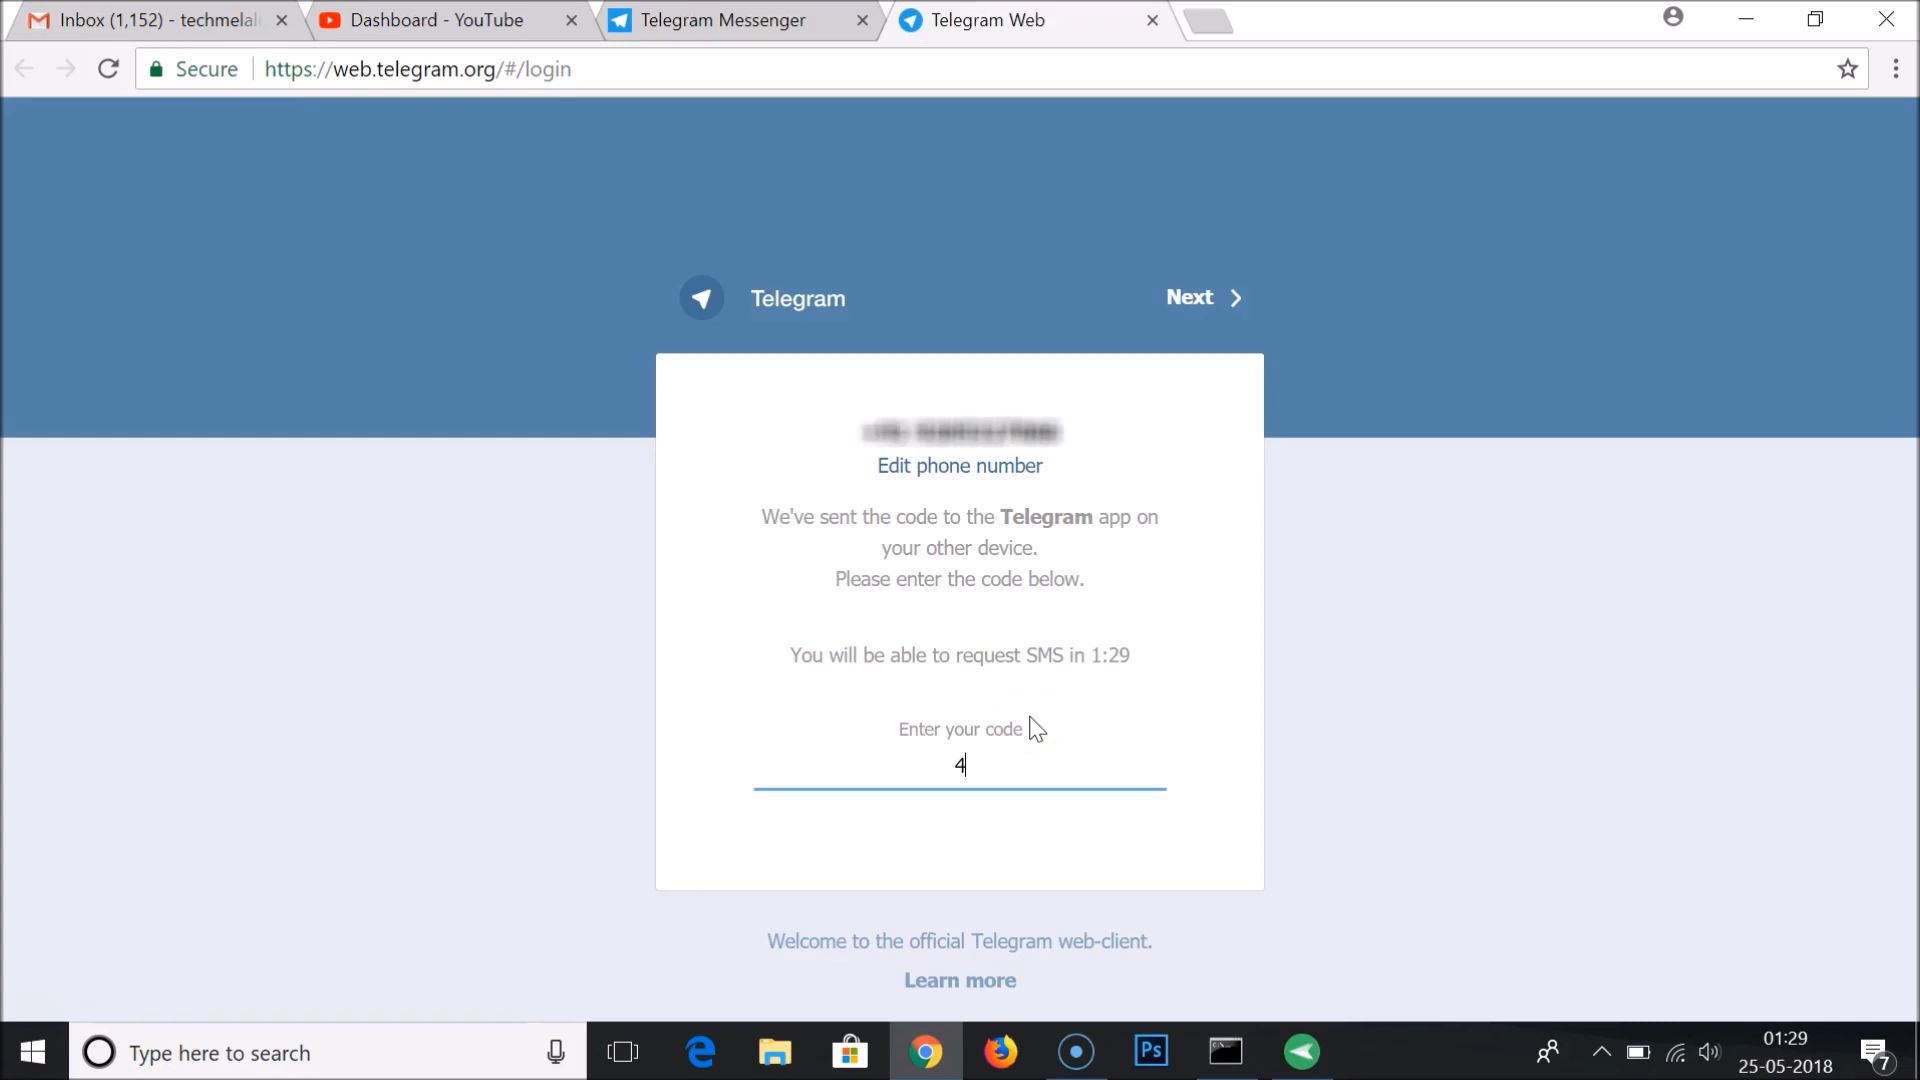 Inbox (1,152) - techmelal
Dashboard - YouTube
Telegram Messenger
Telegram Web
Secure
https://web.telegram.org/#/login
Telegram
Next
Edit phone number
We've sent the code to the Telegram app on
your other device.
Please enter the code below.
You will be able to request SMS in 1:29
Enter your code
4
Welcome to the official Telegram web-client.
Learn more
Type here to search
Ps
01:29
25-05-2018
7